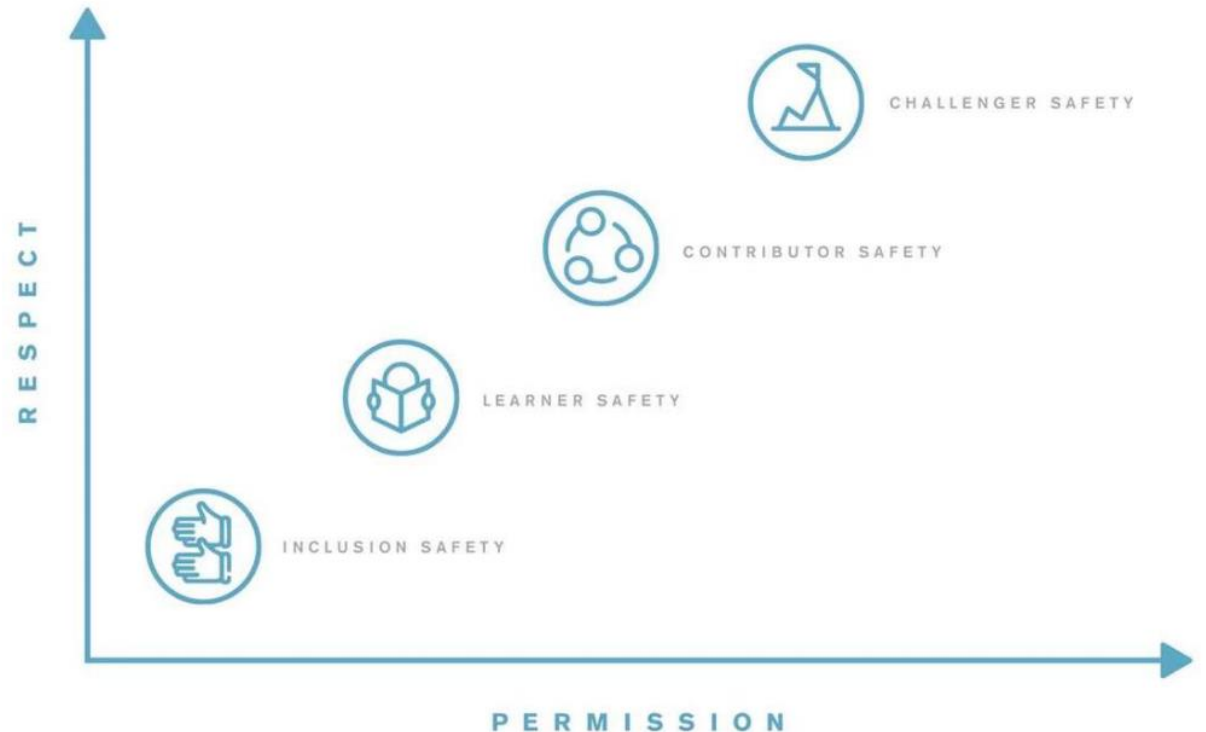 CHALLENGER SAFETY
CONTRIBUTOR SAFETY
RESPECT
LEARNER SAFETY
INCLUSION SAFETY
PERMISSION